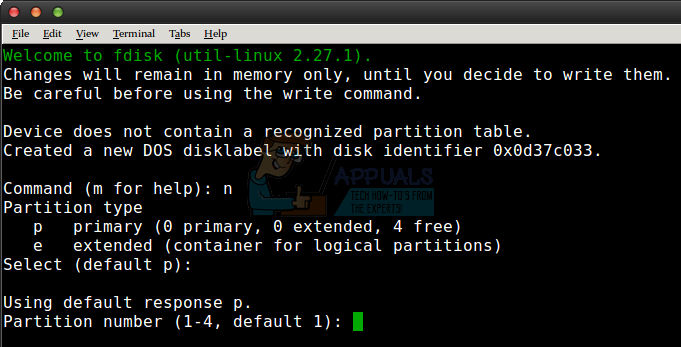 File Edit View Terminal Tabs Help
Welcome to fdisk (util-linux 2.27.1).
Changes will remain in memory only, until you decide to write them.
Be careful before using the write command.
Device does not contain a recognized partition table.
Created a new DOS disklabel with disk identifier 0x0d37c033.
APPUALS
TECH HOW-TO'S FROM
THE EXPERTS!
Command (m for help): n
Partition type
p primary (0 primary, 0 extended, 4 free)
e extended (container for logical partitions)
Select (default p):
Using default response p.
Partition number (1-4, default 1):